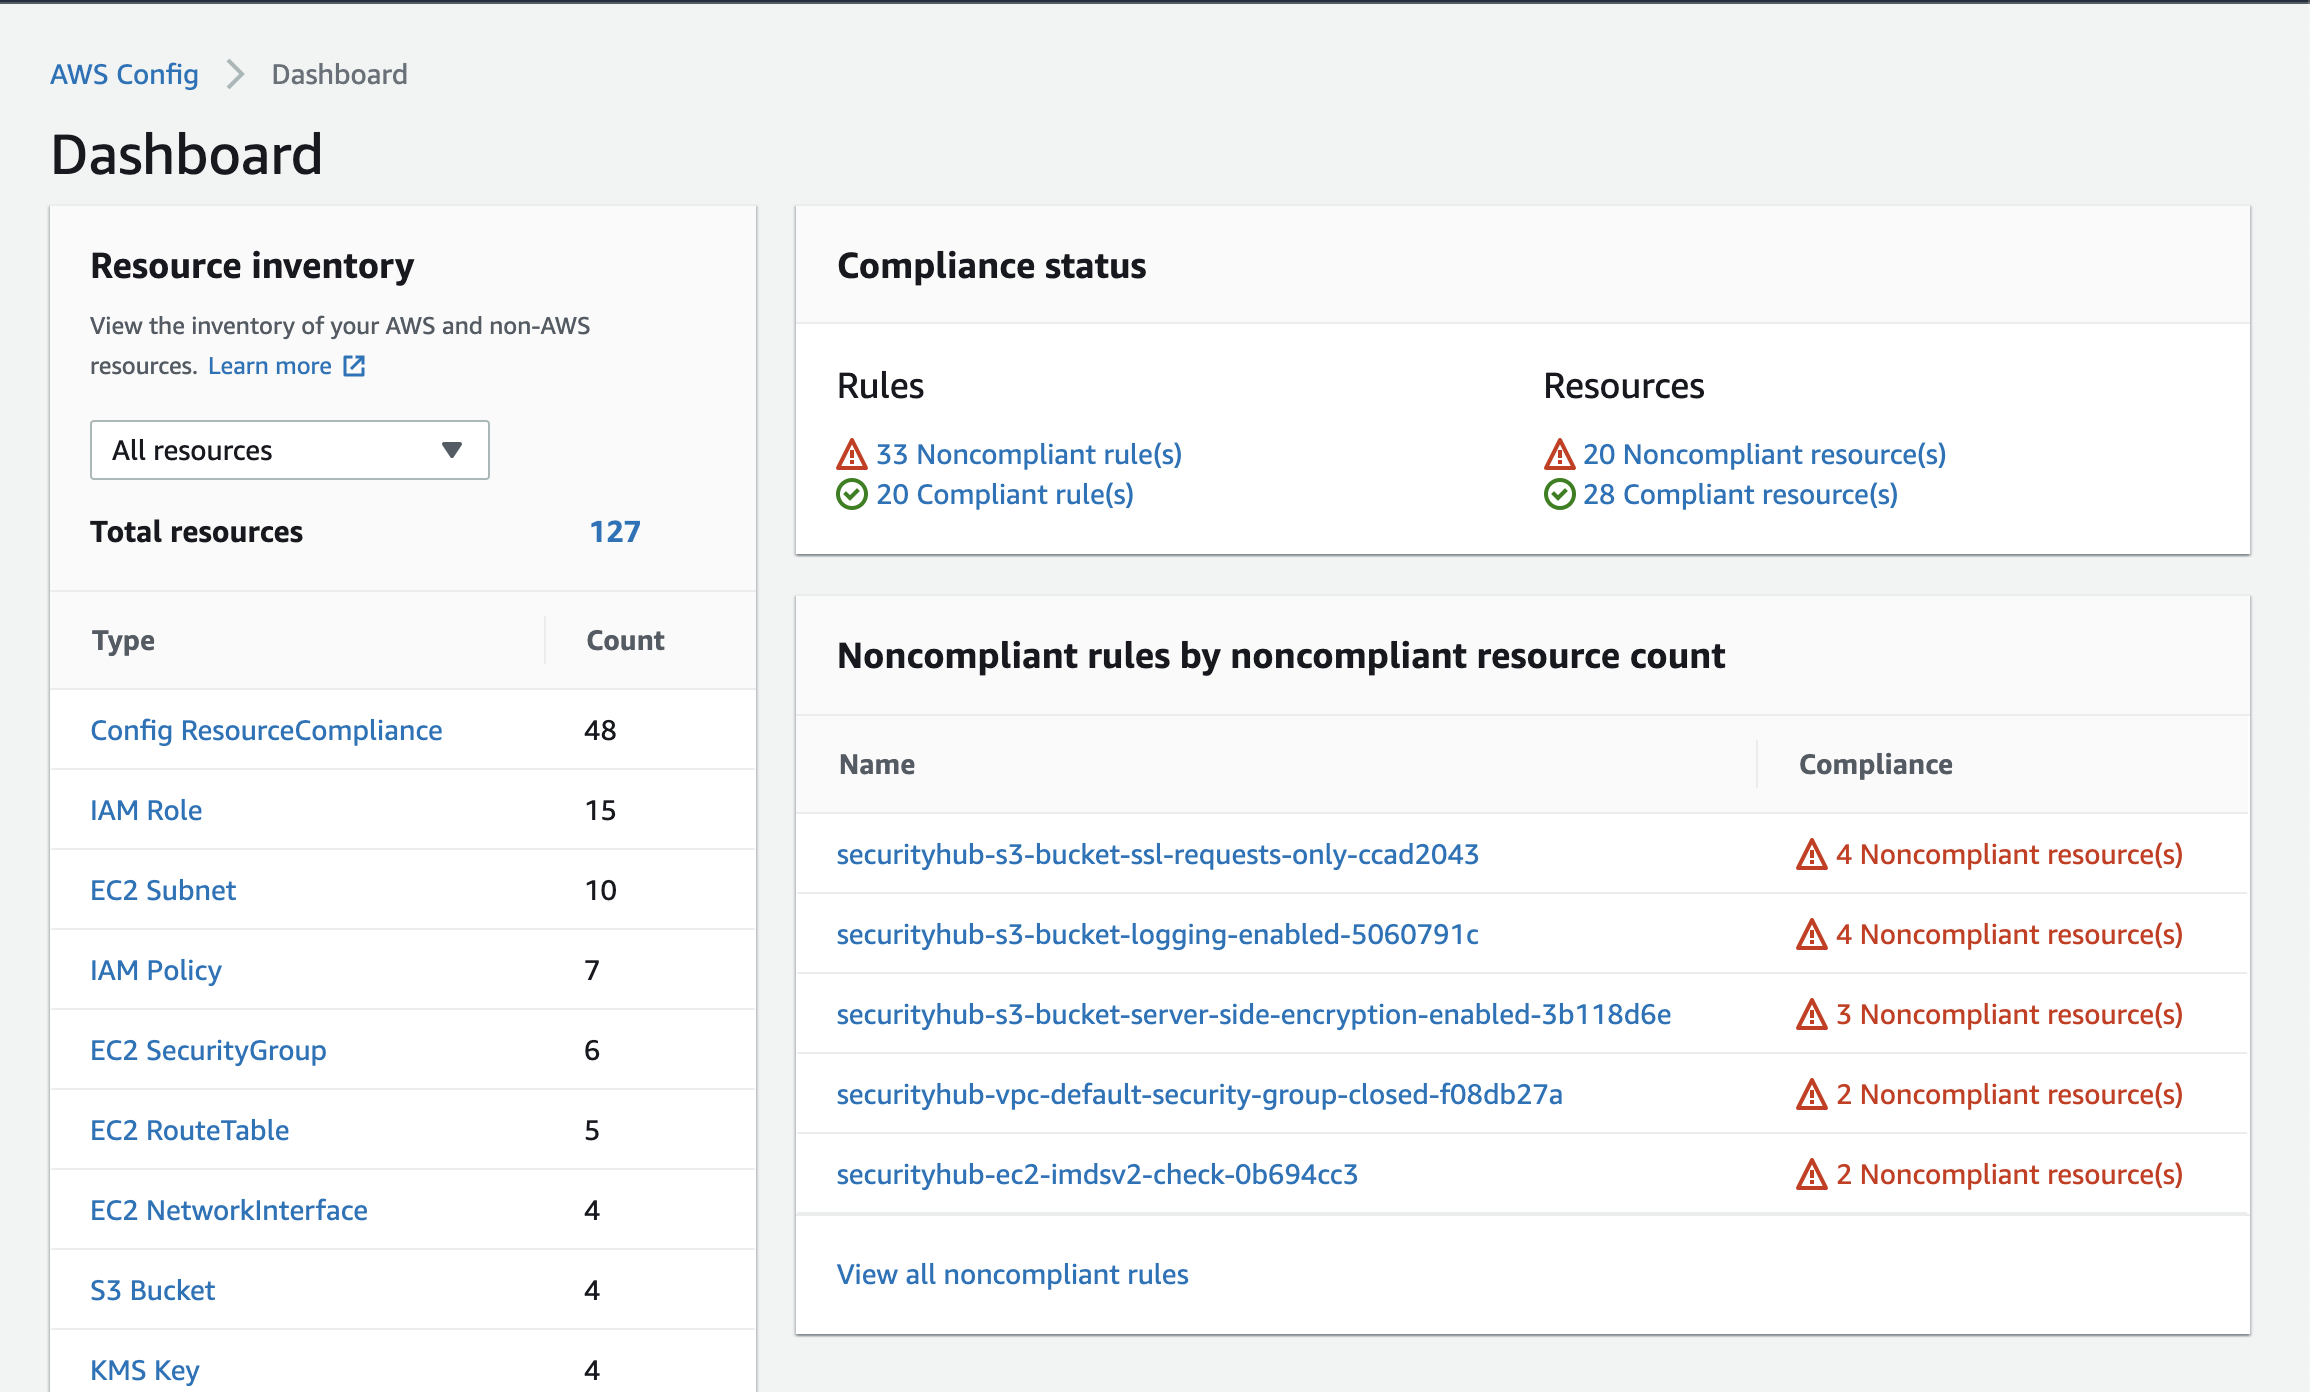 AWS Config > Dashboard
Dashboard
Resource inventory
View the inventory of your AWS and non-AWS
resources. Learn more
All resources
Total resources 127
Type Count
Config ResourceCompliance 48
IAM Role 15
EC2 Subnet 10
IAM Policy 7
EC2 SecurityGroup 6
EC2 RouteTable 5
EC2 NetworkInterface 4
S3 Bucket 4
KMS Key 4
Compliance status
Rules
33 Noncompliant rule(s)
20 Compliant rule(s)
Resources
20 Noncompliant resource(s)
28 Compliant resource(s)
Noncompliant rules by noncompliant resource count
Name Compliance
securityhub-s3-bucket-ssl-requests-only-ccad2043 4 Noncompliant resource(s)
securityhub-s3-bucket-logging-enabled-5060791c 4 Noncompliant resource(s)
securityhub-s3-bucket-server-side-encryption-enabled-3b118d6e 3 Noncompliant resource(s)
securityhub-vpc-default-security-group-closed-f08db27a 2 Noncompliant resource(s)
securityhub-ec2-imdsv2-check-0b694cc3 2 Noncompliant resource(s)
View all noncompliant rules